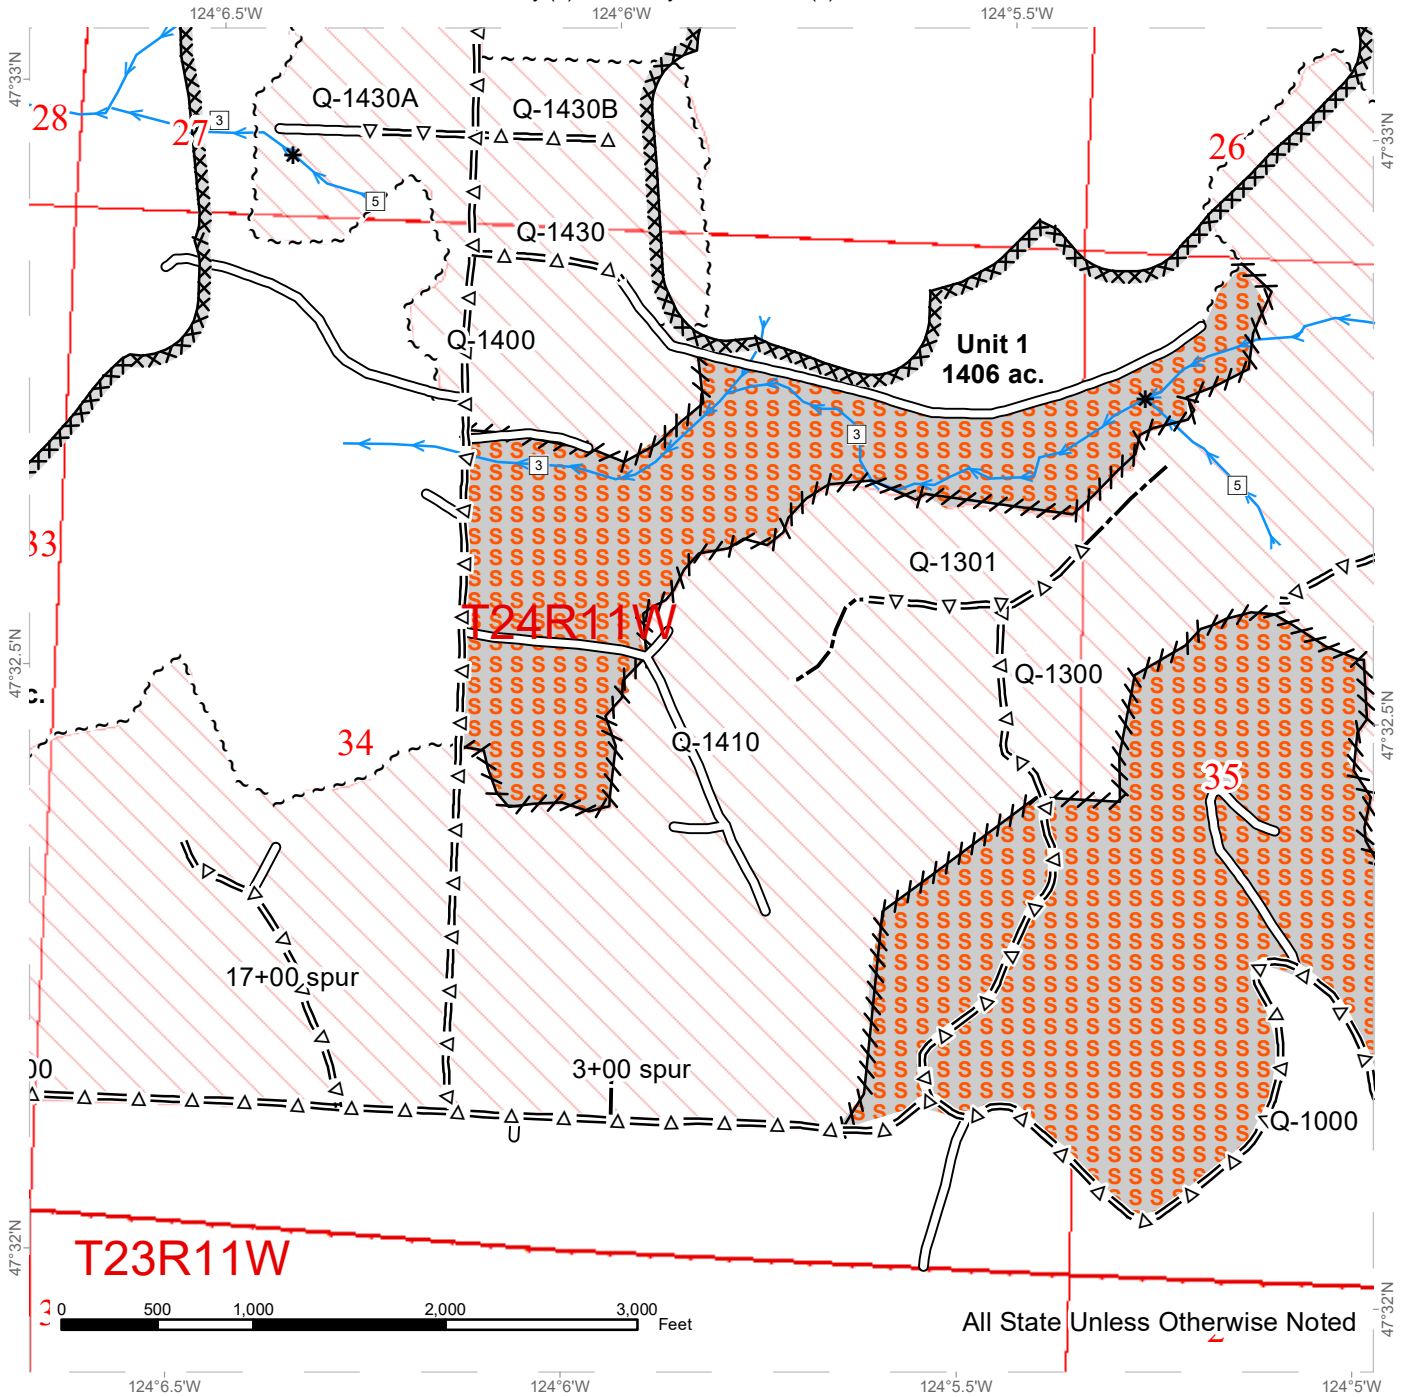 124°6.5'W
124°6'W
124°5.5'W
47°33'N
47°33'N
28
27
3
Q-1430A
Q-1430B
26
5
Q-1430
Q-1400
Unit 1
1406 ac.
3
3
5
33
Q-1301
T24R11W
47°32.5'N
c.
34
Q-1300
Q-1410
47°32.5'N
35
17+00 spur
00
3+00 spur
Q-1000
47°32'N
T23R11W
47°32'N
0 500 1,000 2,000 3,000
Feet
All State Unless Otherwise Noted
2
124°6.5'W
124°6'W
124°5.5'W
124°5'W